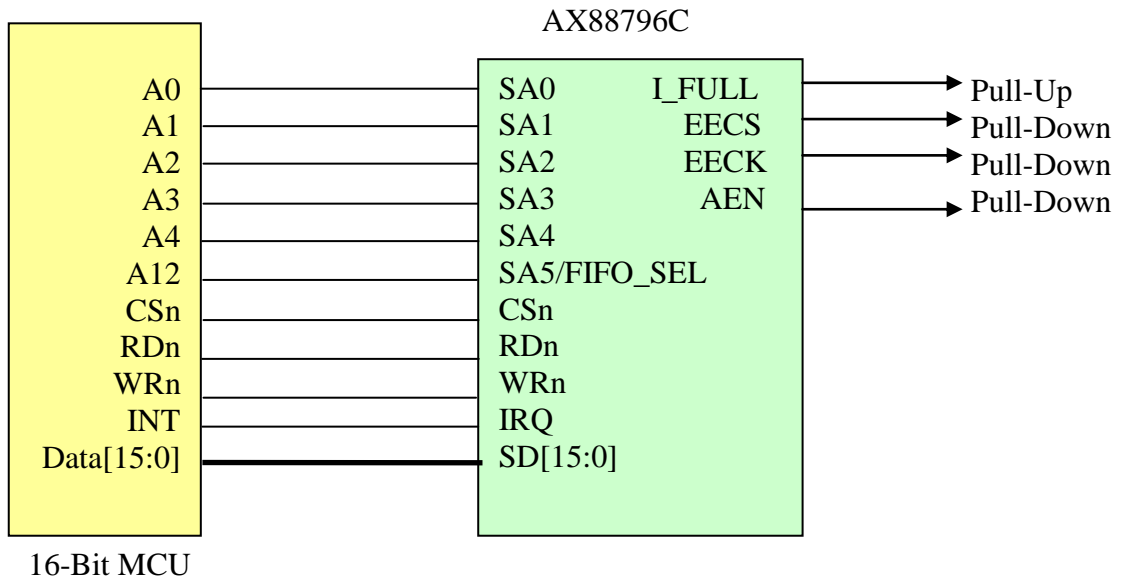 AX88796C
A0 SA0 I_FULL Pull-Up
A1 SA1 EECS Pull-Down
A2 SA2 EECK Pull-Down
A3 SA3 AEN Pull-Down
A4 SA4
A12 SA5/FIFO_SEL
CSn CSn
RDn RDn
WRn WRn
INT IRQ
Data[15:0] SD[15:0]
16-Bit MCU